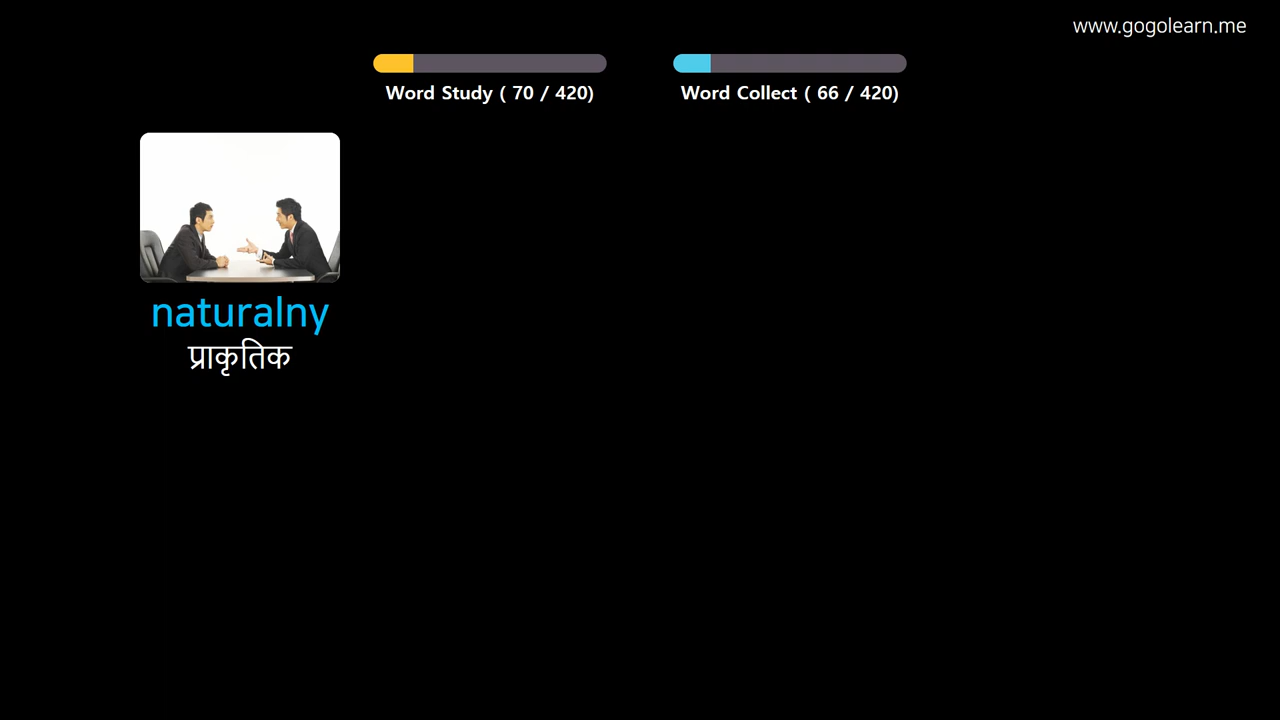 www.gogolearn.me
Word Study ( 70 / 420)
Word Collect ( 66 / 420)
naturalny
प्राकृतिक